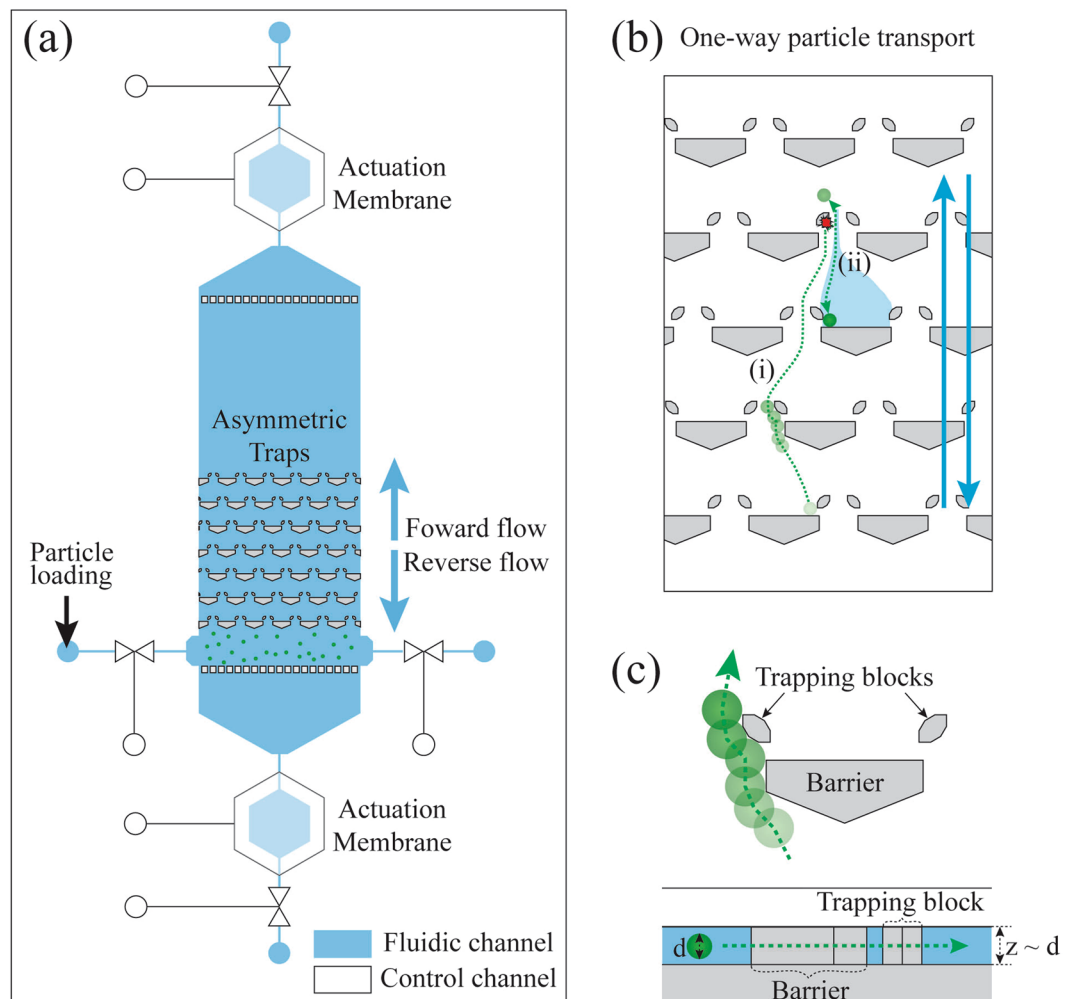 (a)
Actuation
Membrane
Asymmetric
Traps
Foward flow
Reverse flow
Particle
loading
Actuation
Membrane
Fluidic channel
Control channel
(b) One-way particle transport
(ii)
(i)
(c)
Trapping blocks
Barrier
Trapping block
d
z ~ d
Barrier